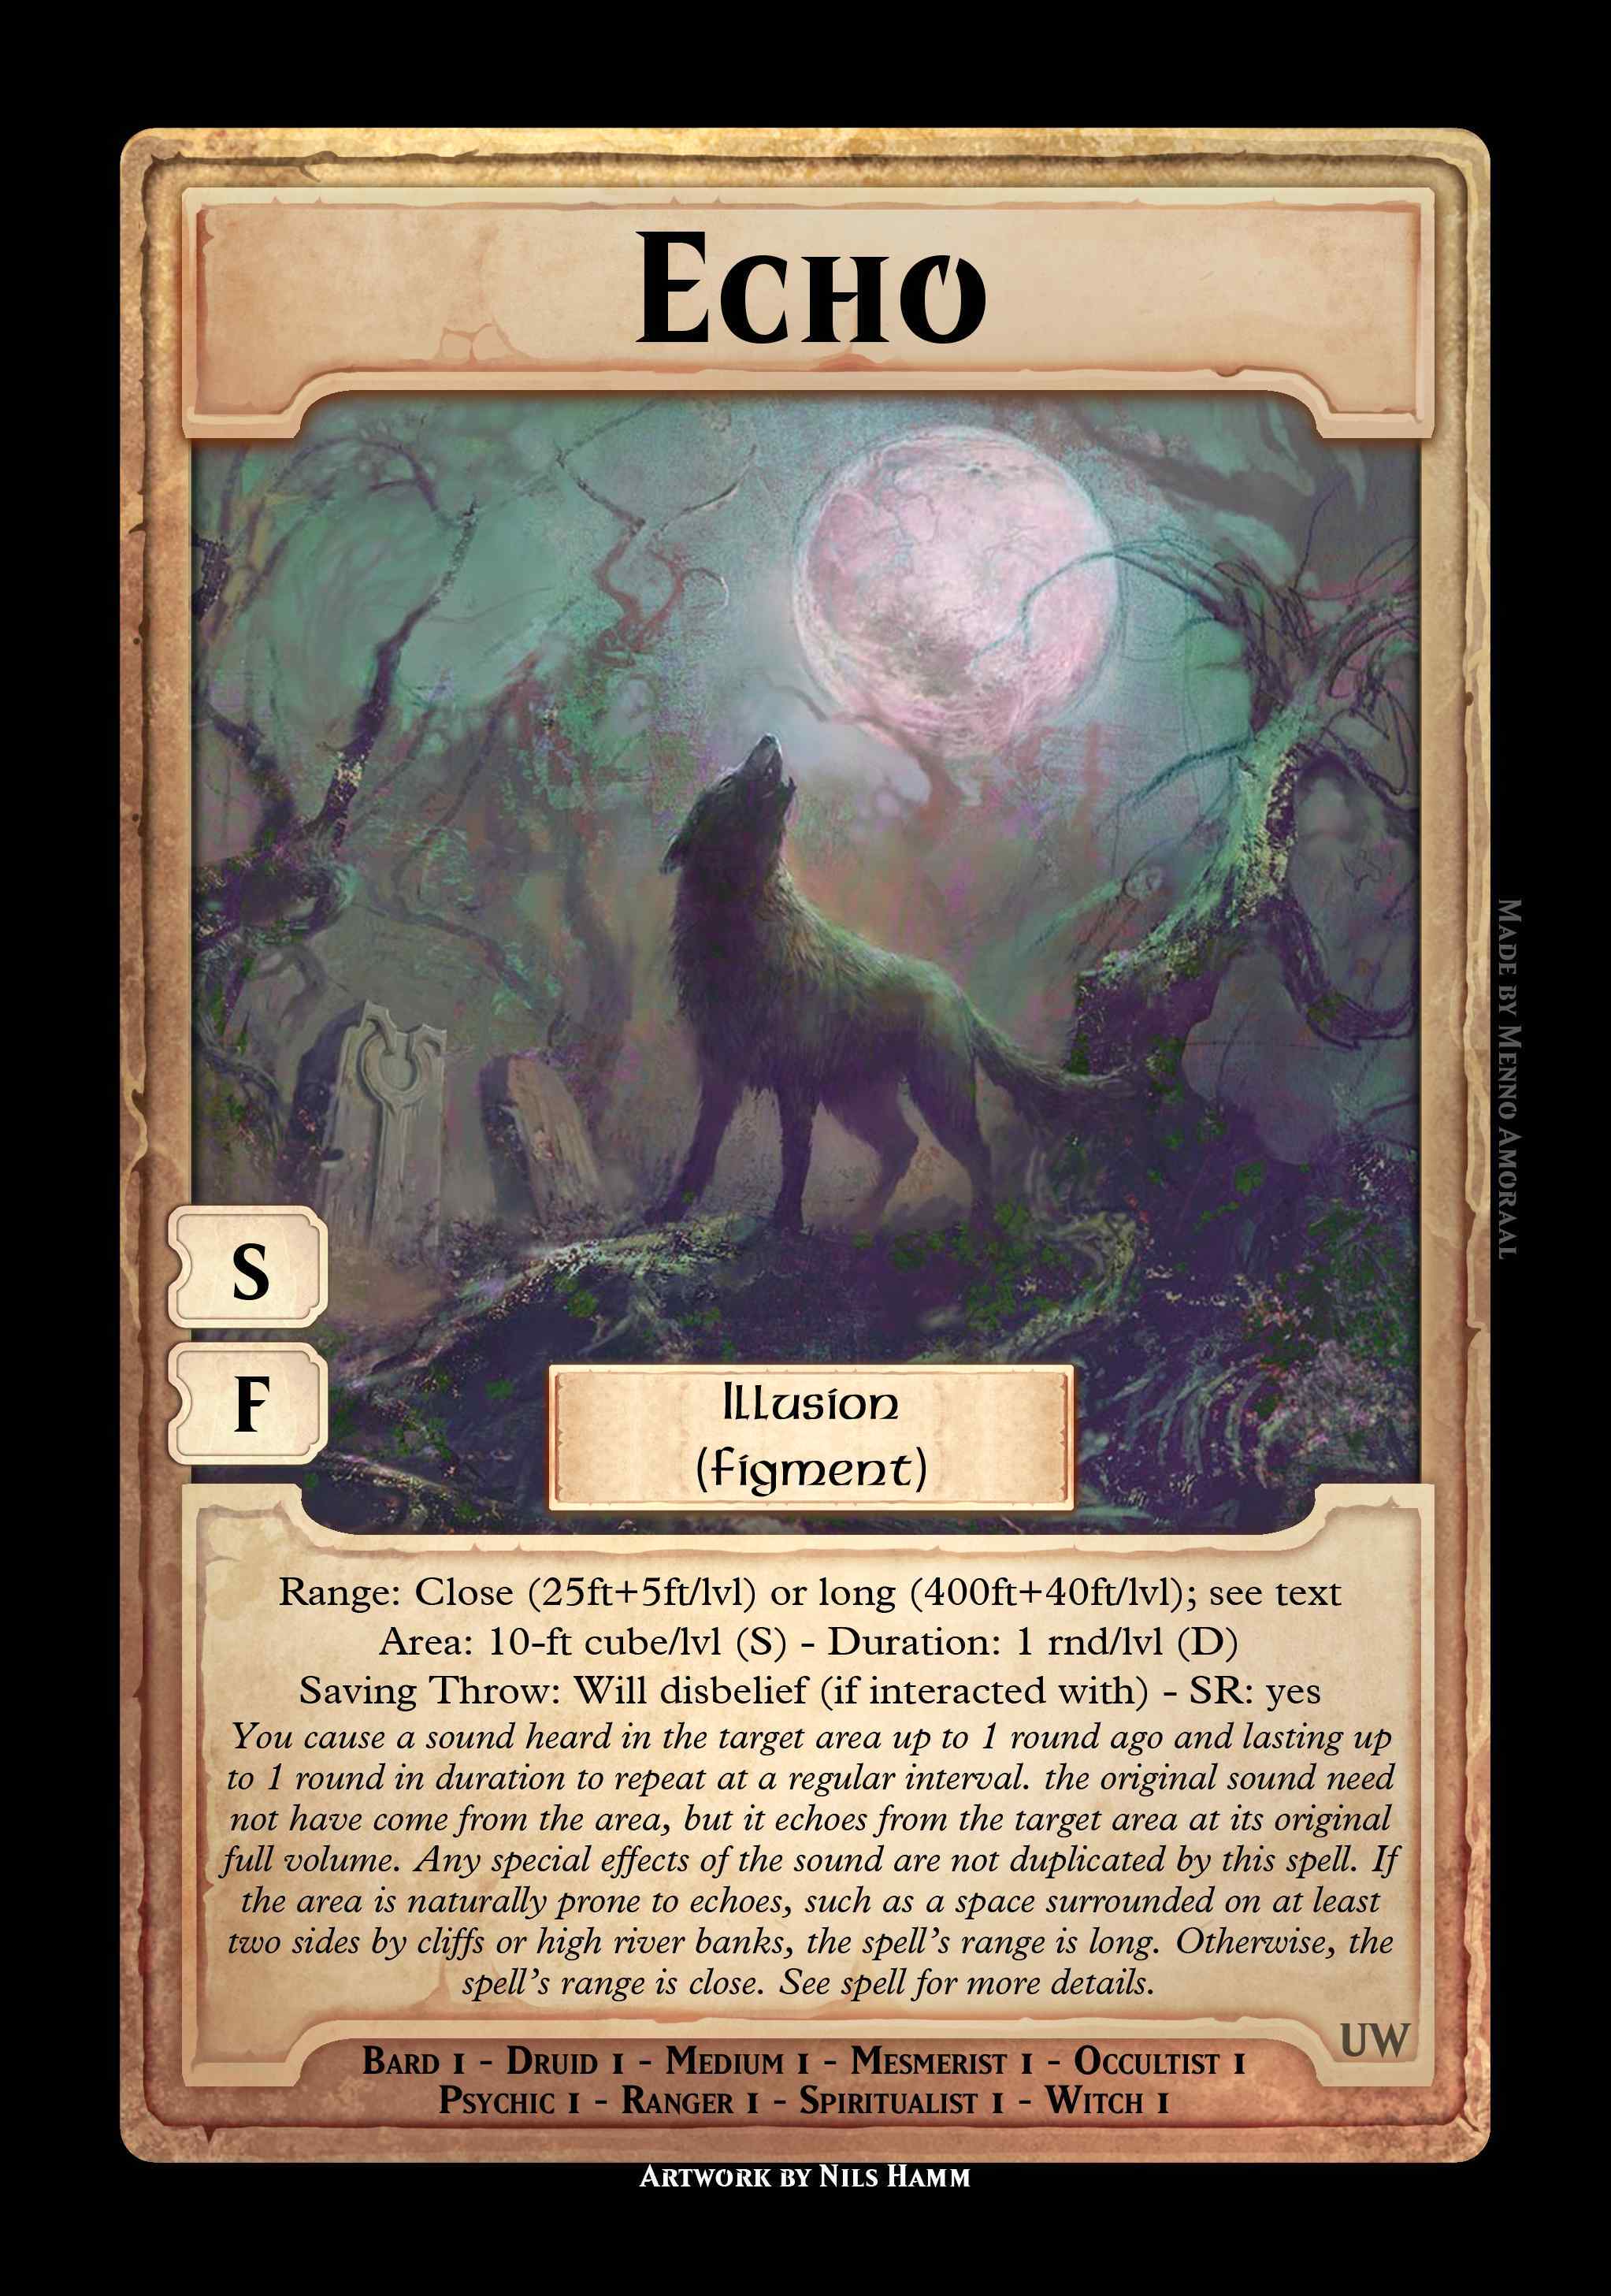 Echo
S
F
Illusion
(Figment)
Range: Close (25ft+5ft/lvl) or long (400ft+40ft/lvl); see text
Area: 10-ft cube/lvl (S) - Duration: 1 rnd/lvl (D)
Saving Throw: Will disbelief (if interacted with) - SR: yes
You cause a sound heard in the target area up to 1 round ago and lasting up
to 1 round in duration to repeat at a regular interval. the original sound need
not have come from the area, but it echoes from the target area at its original
full volume. Any special effects of the sound are not duplicated by this spell. If
the area is naturally prone to echoes, such as a space surrounded on at least
two sides by cliffs or high river banks, the spell's range is long. Otherwise, the
spell's range is close. See spell for more details.
UW
Bard 1 - Druid 1 - Medium 1 - Mesmerist 1 - Occultist 1
Psychic 1 - Ranger 1 - Spiritualist 1 - Witch 1
Artwork by Nils Hamm
Made by Menno Amoraal